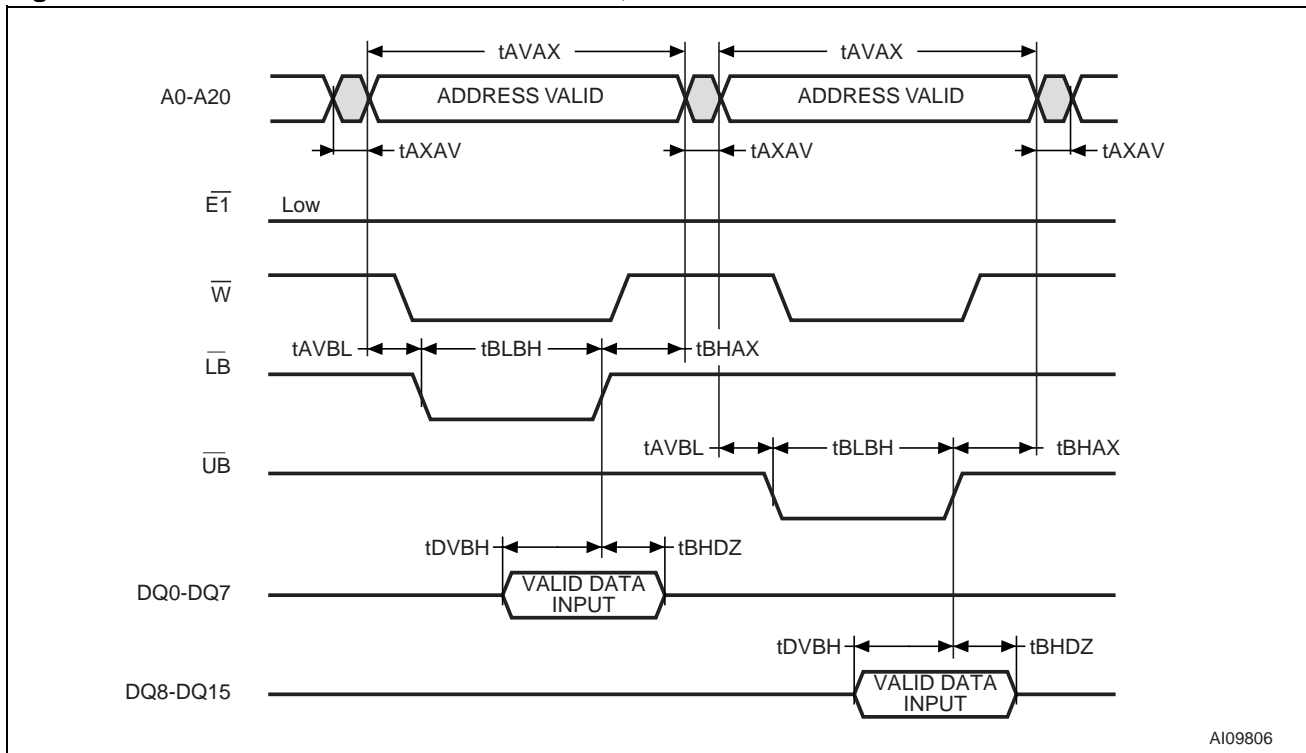 tAVAX tAVAX
A0-A20 ADDRESS VALID ADDRESS VALID
tAXAV tAXAV tAXAV
E1 Low
W
tAVBL tBLBH tBHAX
LB
tAVBL tBLBH tBHAX
UB
tDVBH tBHDZ
DQ0-DQ7 VALID DATA
INPUT
tDVBH tBHDZ
DQ8-DQ15 VALID DATA
INPUT
AI09806